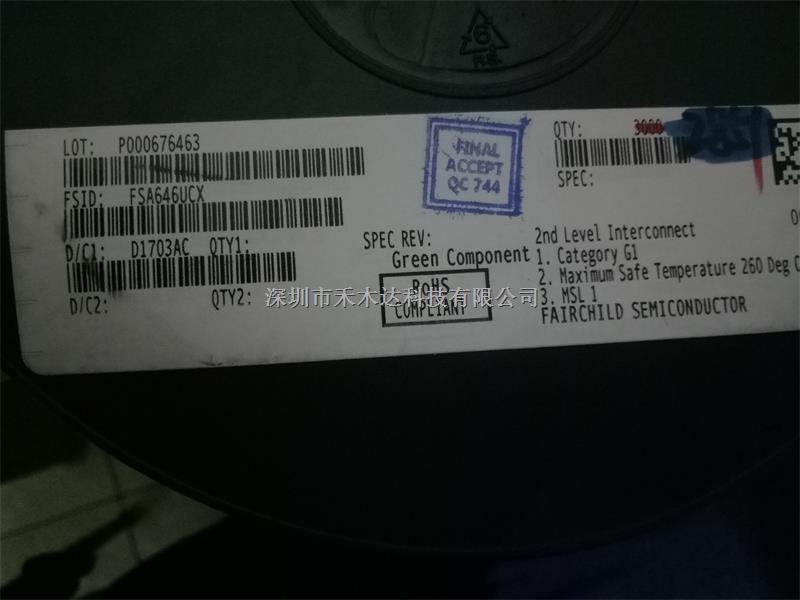 6
P.S.
LOT: P000676463
FSID: FSA646UCX
D/C1: D1703AC QTY1:
D/C2: QTY2:
FINAL
ACCEPT
QC 744
SPEC REV:
Green Component
ROHS
COMPLIANT
QTY: 3000
SPEC:
2nd Level Interconnect
1. Category G1
2. Maximum Safe Temperature 260 Deg C
3. MSL 1
FAIRCHILD SEMICONDUCTOR
深圳市禾木达科技有限公司